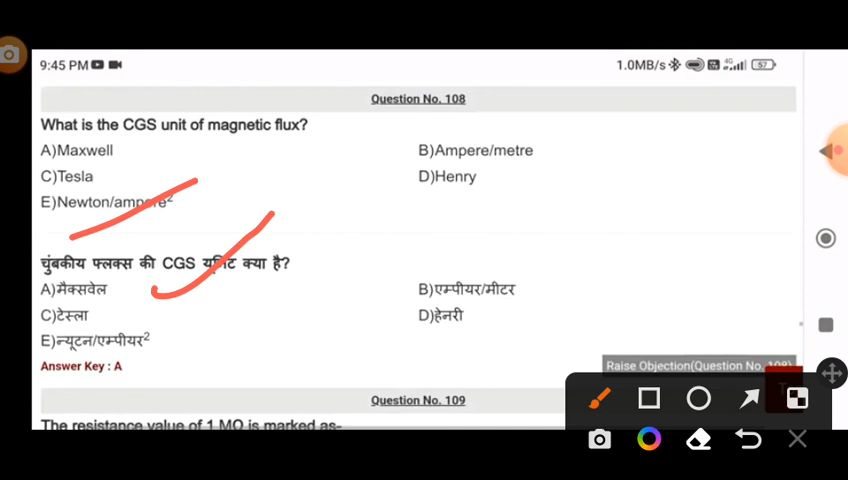 9:45 PM
1.0MB/s 4G 57
Question No. 108
What is the CGS unit of magnetic flux?
A)Maxwell
B)Ampere/metre
C)Tesla
D)Henry
E)Newton/ampere²
चुंबकीय फ्लक्स की CGS यूनिट क्या है?
A)मैक्सवेल
B)एम्पीयर/मीटर
C)टेस्ला
D)हेनरी
E)न्यूटन/एम्पीयर²
Answer Key : A
Raise Objection(Question No. 108)
Question No. 109
The resistance value of 1 MΩ is marked as-